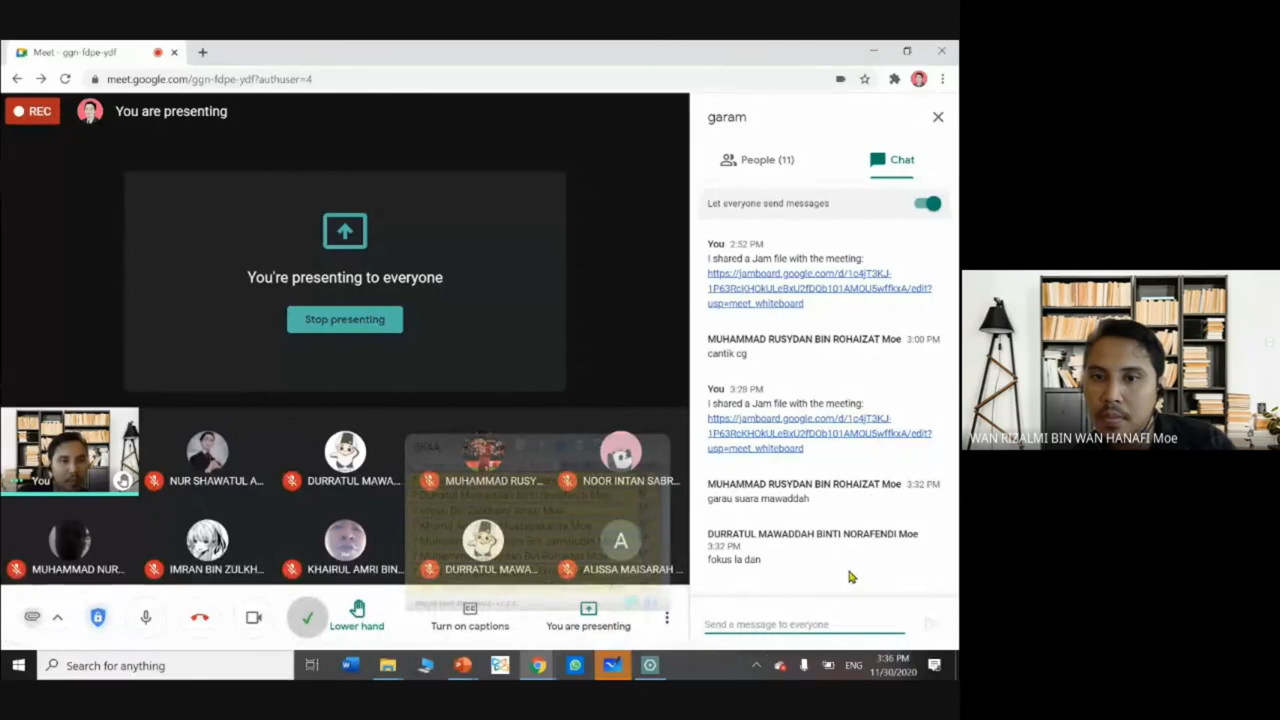 Meet - ggn-fdpe-ydf
meet.google.com/ggn-fdpe-ydf?authuser=4
REC
You are presenting
garam
People (11)
Chat
Let everyone send messages
You 2:52 PM
I shared a Jam file with the meeting:
https://jamboard.google.com/d/1c4jT3KJ-
1P63RcKHOkULeBxU2fDOb101AMOU5wffkxA/edit?
usp=meet_whiteboard
MUHAMMAD RUSYDAN BIN ROHAIZAT Moe 3:00 PM
cantik cg
You 3:28 PM
I shared a Jam file with the meeting:
https://jamboard.google.com/d/1c4jT3KJ-
1P63RcKHOkULeBxU2fDOb101AMOU5wffkxA/edit?
usp=meet_whiteboard
MUHAMMAD RUSYDAN BIN ROHAIZAT Moe 3:32 PM
garau suara mawaddah
DURRATUL MAWADDAH BINTI NORAFENDI Moe
3:32 PM
fokus la dan
Send a message to everyone
You're presenting to everyone
Stop presenting
You
NUR SHAWATUL A...
DURRATUL MAWA...
MUHAMMAD RUSY...
NOOR INTAN SABR...
MUHAMMAD NUR...
IMRAN BIN ZULKH...
KHAIRUL AMRI BIN...
DURRATUL MAWA...
A
ALISSA MAISARAH ...
Lower hand
Turn on captions
You are presenting
Search for anything
ENG
3:36 PM
11/30/2020
WAN RIZALMI BIN WAN HANAFI Moe